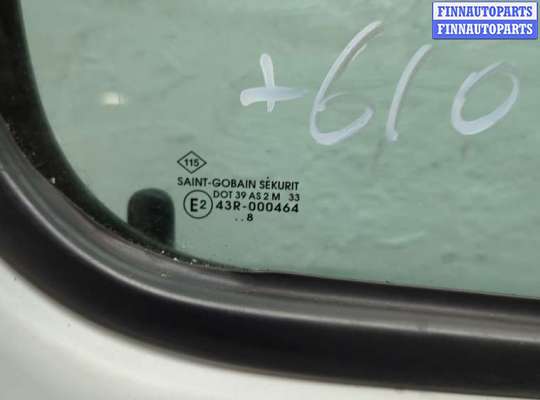 FINNAUTOPARTS
FINNAUTOPARTS
+610
115
SAINT-GOBAIN SEKURIT
DOT 39 AS 2 M 33
E2 43R-000464
..8